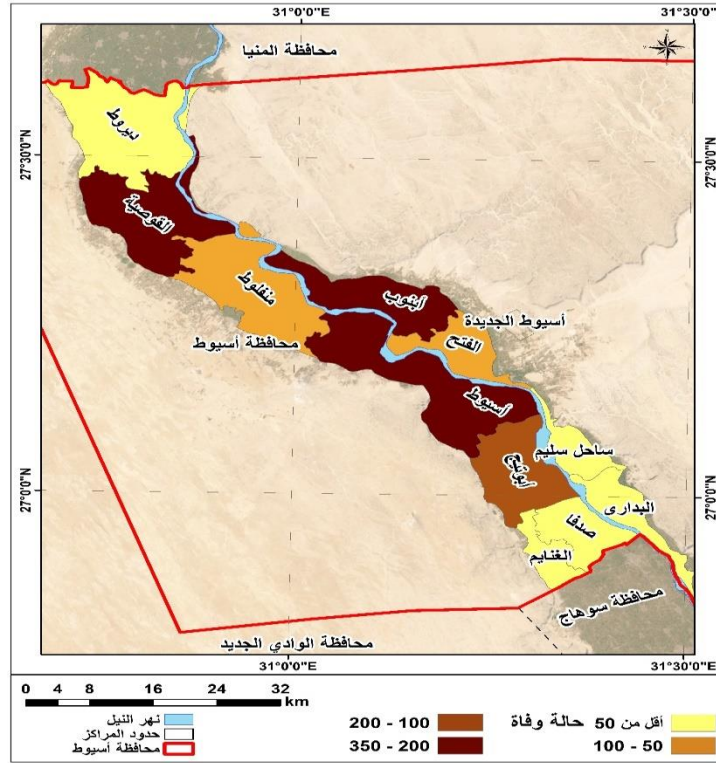 31°0'0"E
31°30'0"E
محافظة المنيا
ديروط
27°30'0"N
27°30'0"N
القوصية
منفلوط
أبنوب
أسيوط الجديدة
الفتح
محافظة أسيوط
أسيوط
ساحل سليم
أبوتيج
27°0'0"N
27°0'0"N
البدارى
صدفا
الغنايم
محافظة سوهاج
محافظة الوادي الجديد
31°0'0"E
31°30'0"E
0 4 8 16 24 32
km
نهر النيل
حدود المراكز
محافظة أسيوط
أقل من 50 حالة وفاة
50 - 100
100 - 200
200 - 350